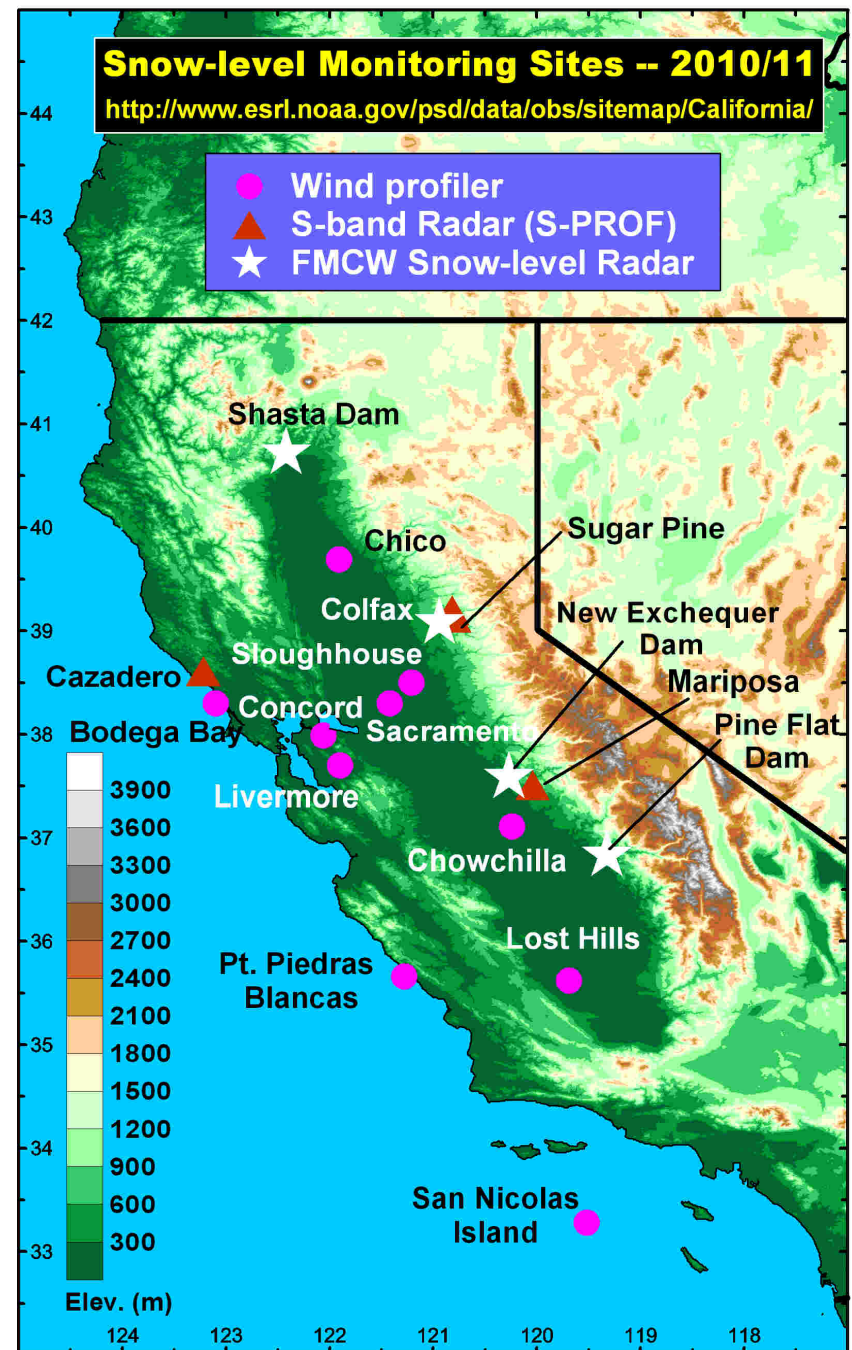 Snow-level Monitoring Sites -- 2010/11
http://www.esrl.noaa.gov/psd/data/obs/sitemap/California/
Wind profiler
S-band Radar (S-PROF)
FMCW Snow-level Radar
44
43
42
41
40
39
38
37
36
35
34
33
Shasta Dam
Chico
Sugar Pine
Colfax
New Exchequer
Dam
Sloughhouse
Cazadero
Mariposa
Concord
Sacramento
Bodega Bay
Pine Flat
Dam
Livermore
Chowchilla
Lost Hills
Pt. Piedras
Blancas
San Nicolas
Island
3900
3600
3300
3000
2700
2400
2100
1800
1500
1200
900
600
300
Elev. (m)
124 123 122 121 120 119 118